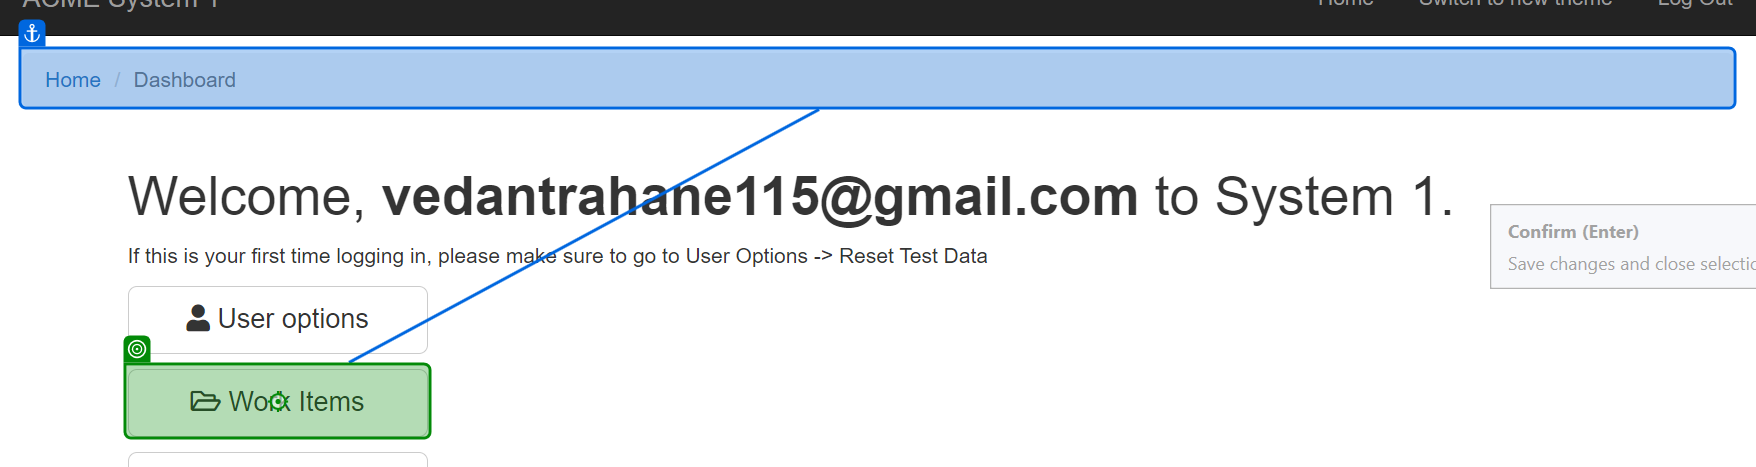 ACME System 1
Home Switch to new theme Log Out
Home / Dashboard
Welcome, vedantrahane115@gmail.com to System 1.
If this is your first time logging in, please make sure to go to User Options -> Reset Test Data
Confirm (Enter)
Save changes and close selectio
User options
Work Items